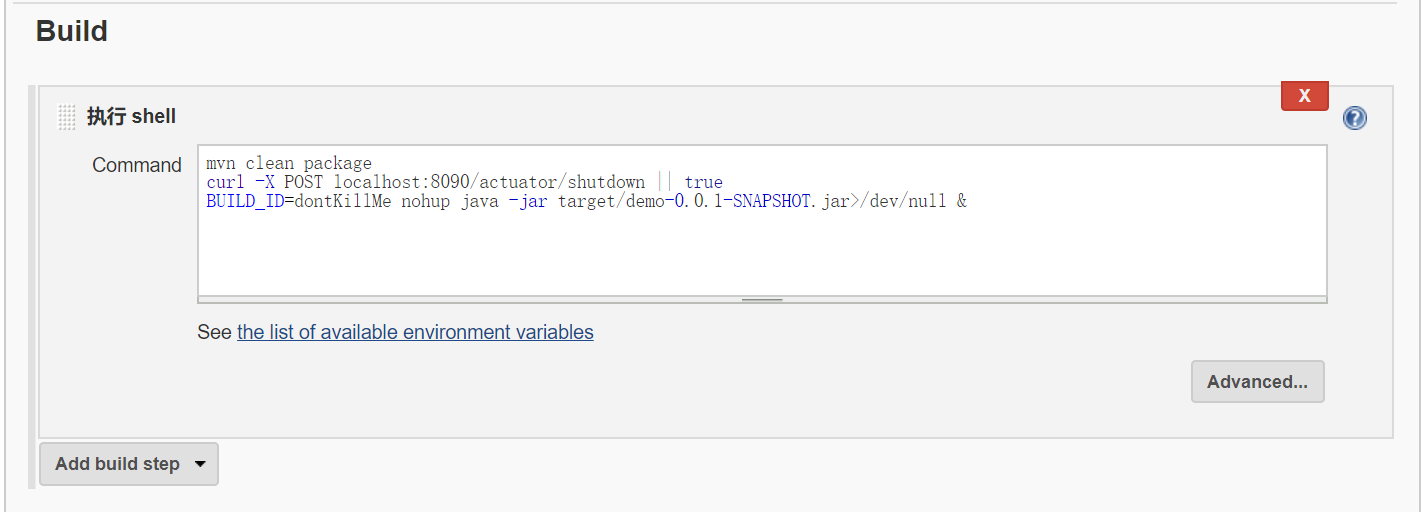 Build
X
执行 shell
?
Command
mvn clean package
curl -X POST localhost:8090/actuator/shutdown || true
BUILD_ID=dontKillMe nohup java -jar target/demo-0.0.1-SNAPSHOT.jar>/dev/null &
See the list of available environment variables
Advanced...
Add build step